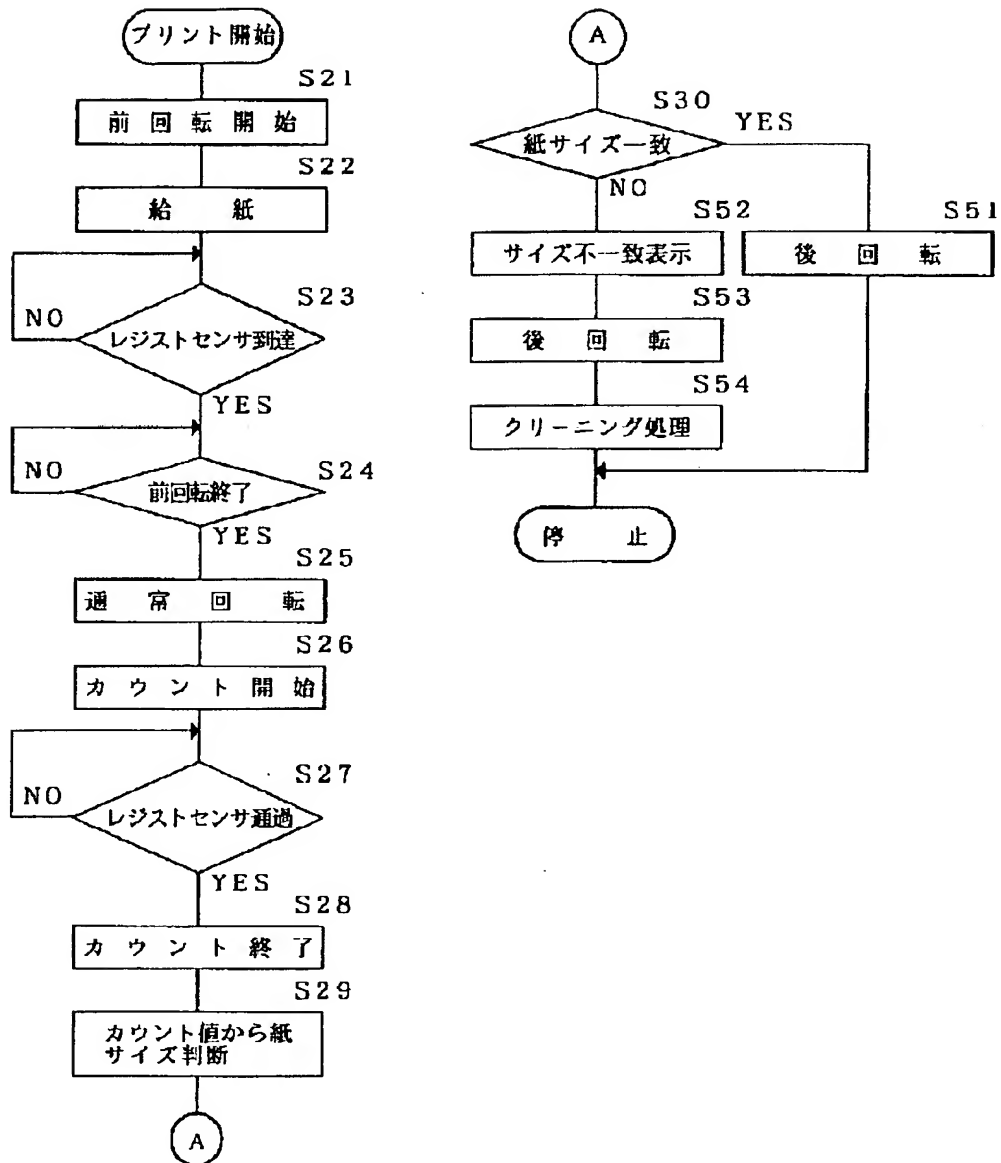 プリント開始
S21
前回転開始
S22
給紙
S23
NO
レジストセンサ到達
YES
NO
S24
前回転終了
YES
S25
通常回転
S26
カウント開始
S27
NO
レジストセンサ通過
YES
S28
カウント終了
S29
カウント値から紙
サイズ判断
A
A
S30
YES
紙サイズ一致
NO
S52
S51
サイズ不一致表示
後回転
S53
後回転
S54
クリーニング処理
停止